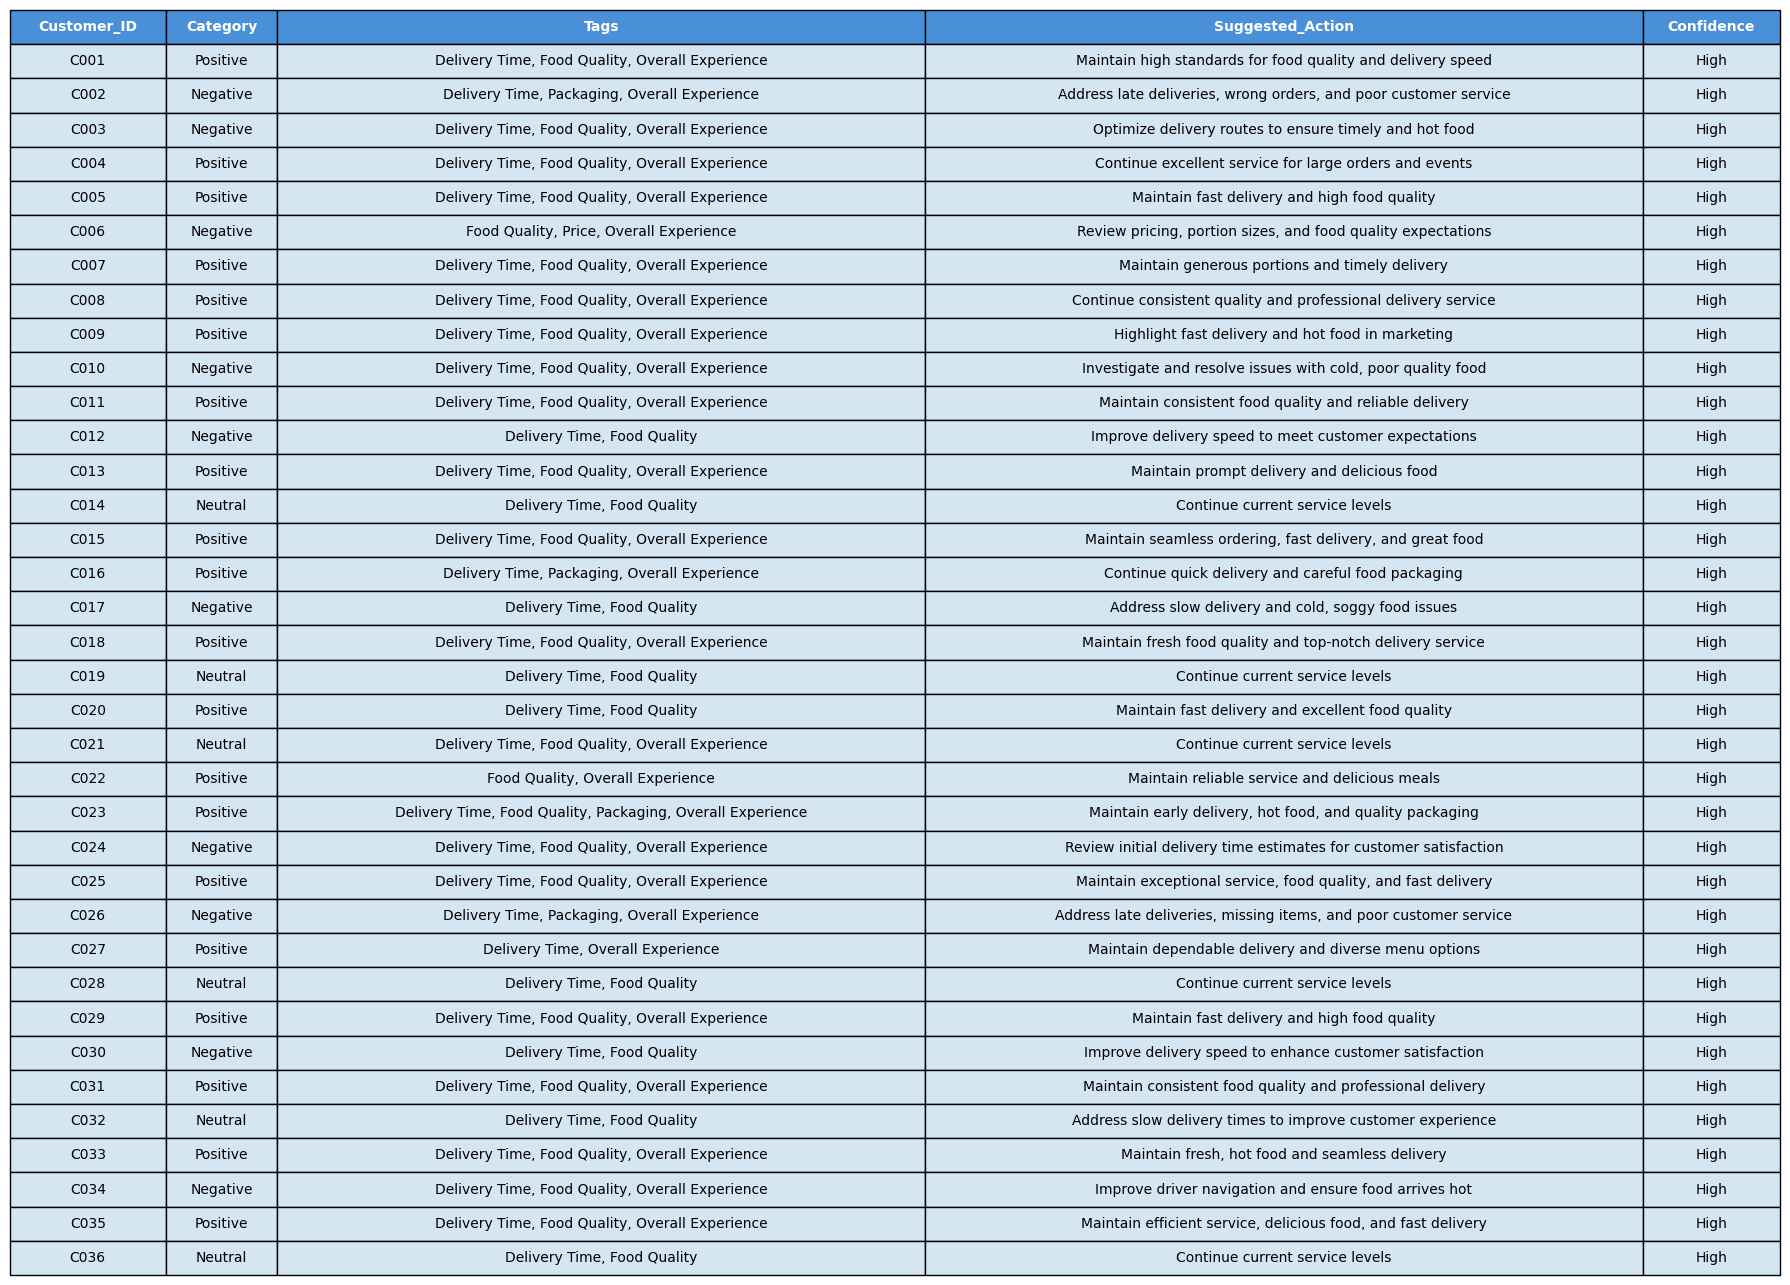 Customer_ID Category Tags Suggested_Action Confidence
C001 Positive Delivery Time, Food Quality, Overall Experience Maintain high standards for food quality and delivery speed High
C002 Negative Delivery Time, Packaging, Overall Experience Address late deliveries, wrong orders, and poor customer service High
C003 Negative Delivery Time, Food Quality, Overall Experience Optimize delivery routes to ensure timely and hot food High
C004 Positive Delivery Time, Food Quality, Overall Experience Continue excellent service for large orders and events High
C005 Positive Delivery Time, Food Quality, Overall Experience Maintain fast delivery and high food quality High
C006 Negative Food Quality, Price, Overall Experience Review pricing, portion sizes, and food quality expectations High
C007 Positive Delivery Time, Food Quality, Overall Experience Maintain generous portions and timely delivery High
C008 Positive Delivery Time, Food Quality, Overall Experience Continue consistent quality and professional delivery service High
C009 Positive Delivery Time, Food Quality, Overall Experience Highlight fast delivery and hot food in marketing High
C010 Negative Delivery Time, Food Quality, Overall Experience Investigate and resolve issues with cold, poor quality food High
C011 Positive Delivery Time, Food Quality, Overall Experience Maintain consistent food quality and reliable delivery High
C012 Negative Delivery Time, Food Quality Improve delivery speed to meet customer expectations High
C013 Positive Delivery Time, Food Quality, Overall Experience Maintain prompt delivery and delicious food High
C014 Neutral Delivery Time, Food Quality Continue current service levels High
C015 Positive Delivery Time, Food Quality, Overall Experience Maintain seamless ordering, fast delivery, and great food High
C016 Positive Delivery Time, Packaging, Overall Experience Continue quick delivery and careful food packaging High
C017 Negative Delivery Time, Food Quality Address slow delivery and cold, soggy food issues High
C018 Positive Delivery Time, Food Quality, Overall Experience Maintain fresh food quality and top-notch delivery service High
C019 Neutral Delivery Time, Food Quality Continue current service levels High
C020 Positive Delivery Time, Food Quality Maintain fast delivery and excellent food quality High
C021 Neutral Delivery Time, Food Quality, Overall Experience Continue current service levels High
C022 Positive Food Quality, Overall Experience Maintain reliable service and delicious meals High
C023 Positive Delivery Time, Food Quality, Packaging, Overall Experience Maintain early delivery, hot food, and quality packaging High
C024 Negative Delivery Time, Food Quality, Overall Experience Review initial delivery time estimates for customer satisfaction High
C025 Positive Delivery Time, Food Quality, Overall Experience Maintain exceptional service, food quality, and fast delivery High
C026 Negative Delivery Time, Packaging, Overall Experience Address late deliveries, missing items, and poor customer service High
C027 Positive Delivery Time, Overall Experience Maintain dependable delivery and diverse menu options High
C028 Neutral Delivery Time, Food Quality Continue current service levels High
C029 Positive Delivery Time, Food Quality, Overall Experience Maintain fast delivery and high food quality High
C030 Negative Delivery Time, Food Quality Improve delivery speed to enhance customer satisfaction High
C031 Positive Delivery Time, Food Quality, Overall Experience Maintain consistent food quality and professional delivery High
C032 Neutral Delivery Time, Food Quality Address slow delivery times to improve customer experience High
C033 Positive Delivery Time, Food Quality, Overall Experience Maintain fresh, hot food and seamless delivery High
C034 Negative Delivery Time, Food Quality, Overall Experience Improve driver navigation and ensure food arrives hot High
C035 Positive Delivery Time, Food Quality, Overall Experience Maintain efficient service, delicious food, and fast delivery High
C036 Neutral Delivery Time, Food Quality Continue current service levels High